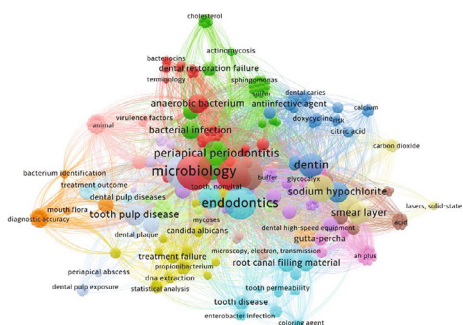 cholesterol
actinomycosis
bacteriocins
dental restoration failure
terminology
sphingomonas
biofilm
dental caries
anaerobic bacterium
antiinfective agent
calcium
virulence factors
doxycycline
risk
animal
bacterial infection
citric acid
carbon dioxide
periapical periodontitis
microbiology
dentin
bacterium identification
buffer
glycocalyx
treatment outcome
tooth, nonvital
sodium hypochlorite
dental pulp diseases
lasers, solid-state
endodontics
mouth flora
tooth pulp disease
smear layer
diagnostic accuracy
mycoses
acid
dental high-speed equipment
candida albicans
dental plaque
gutta-percha
microscopy, electron, transmission
treatment failure
ah plus
root canal filling material
propionibacterium
periapical abscess
dna extraction
tooth permeability
statistical analysis
dental pulp exposure
tooth disease
enterobacter infection
coloring agent